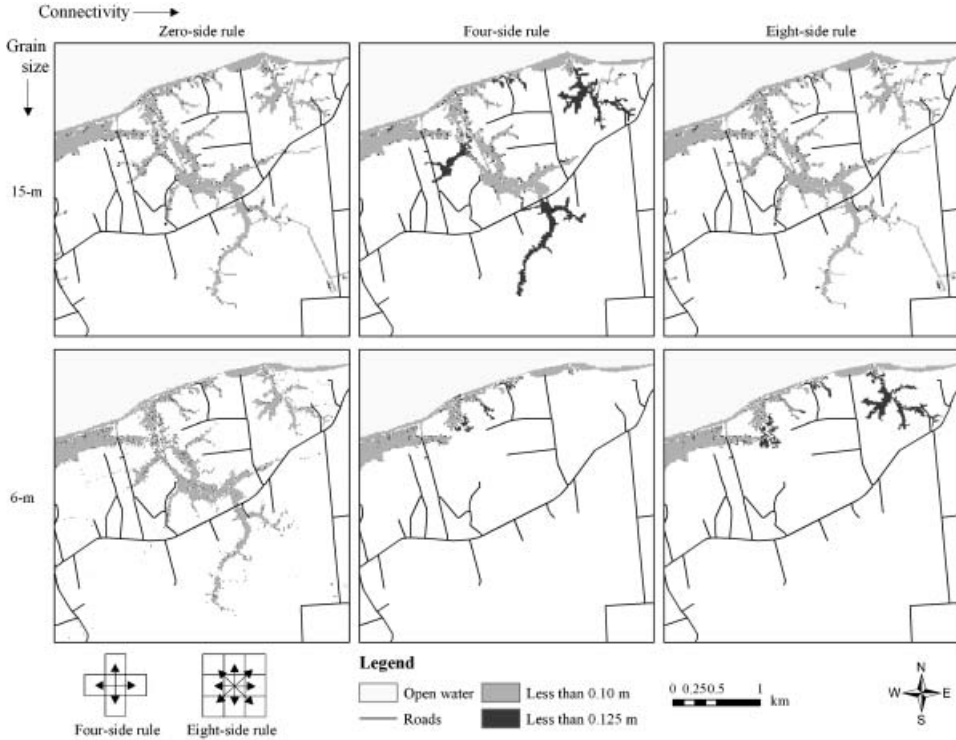 Connectivity
Zero-side rule
Four-side rule
Eight-side rule
Grain
size
15-m
6-m
Legend
Open water
Less than 0.10 m
Roads
Less than 0.125 m
0 0.25 0.5 1
km
N
W E
S
Four-side rule
Eight-side rule